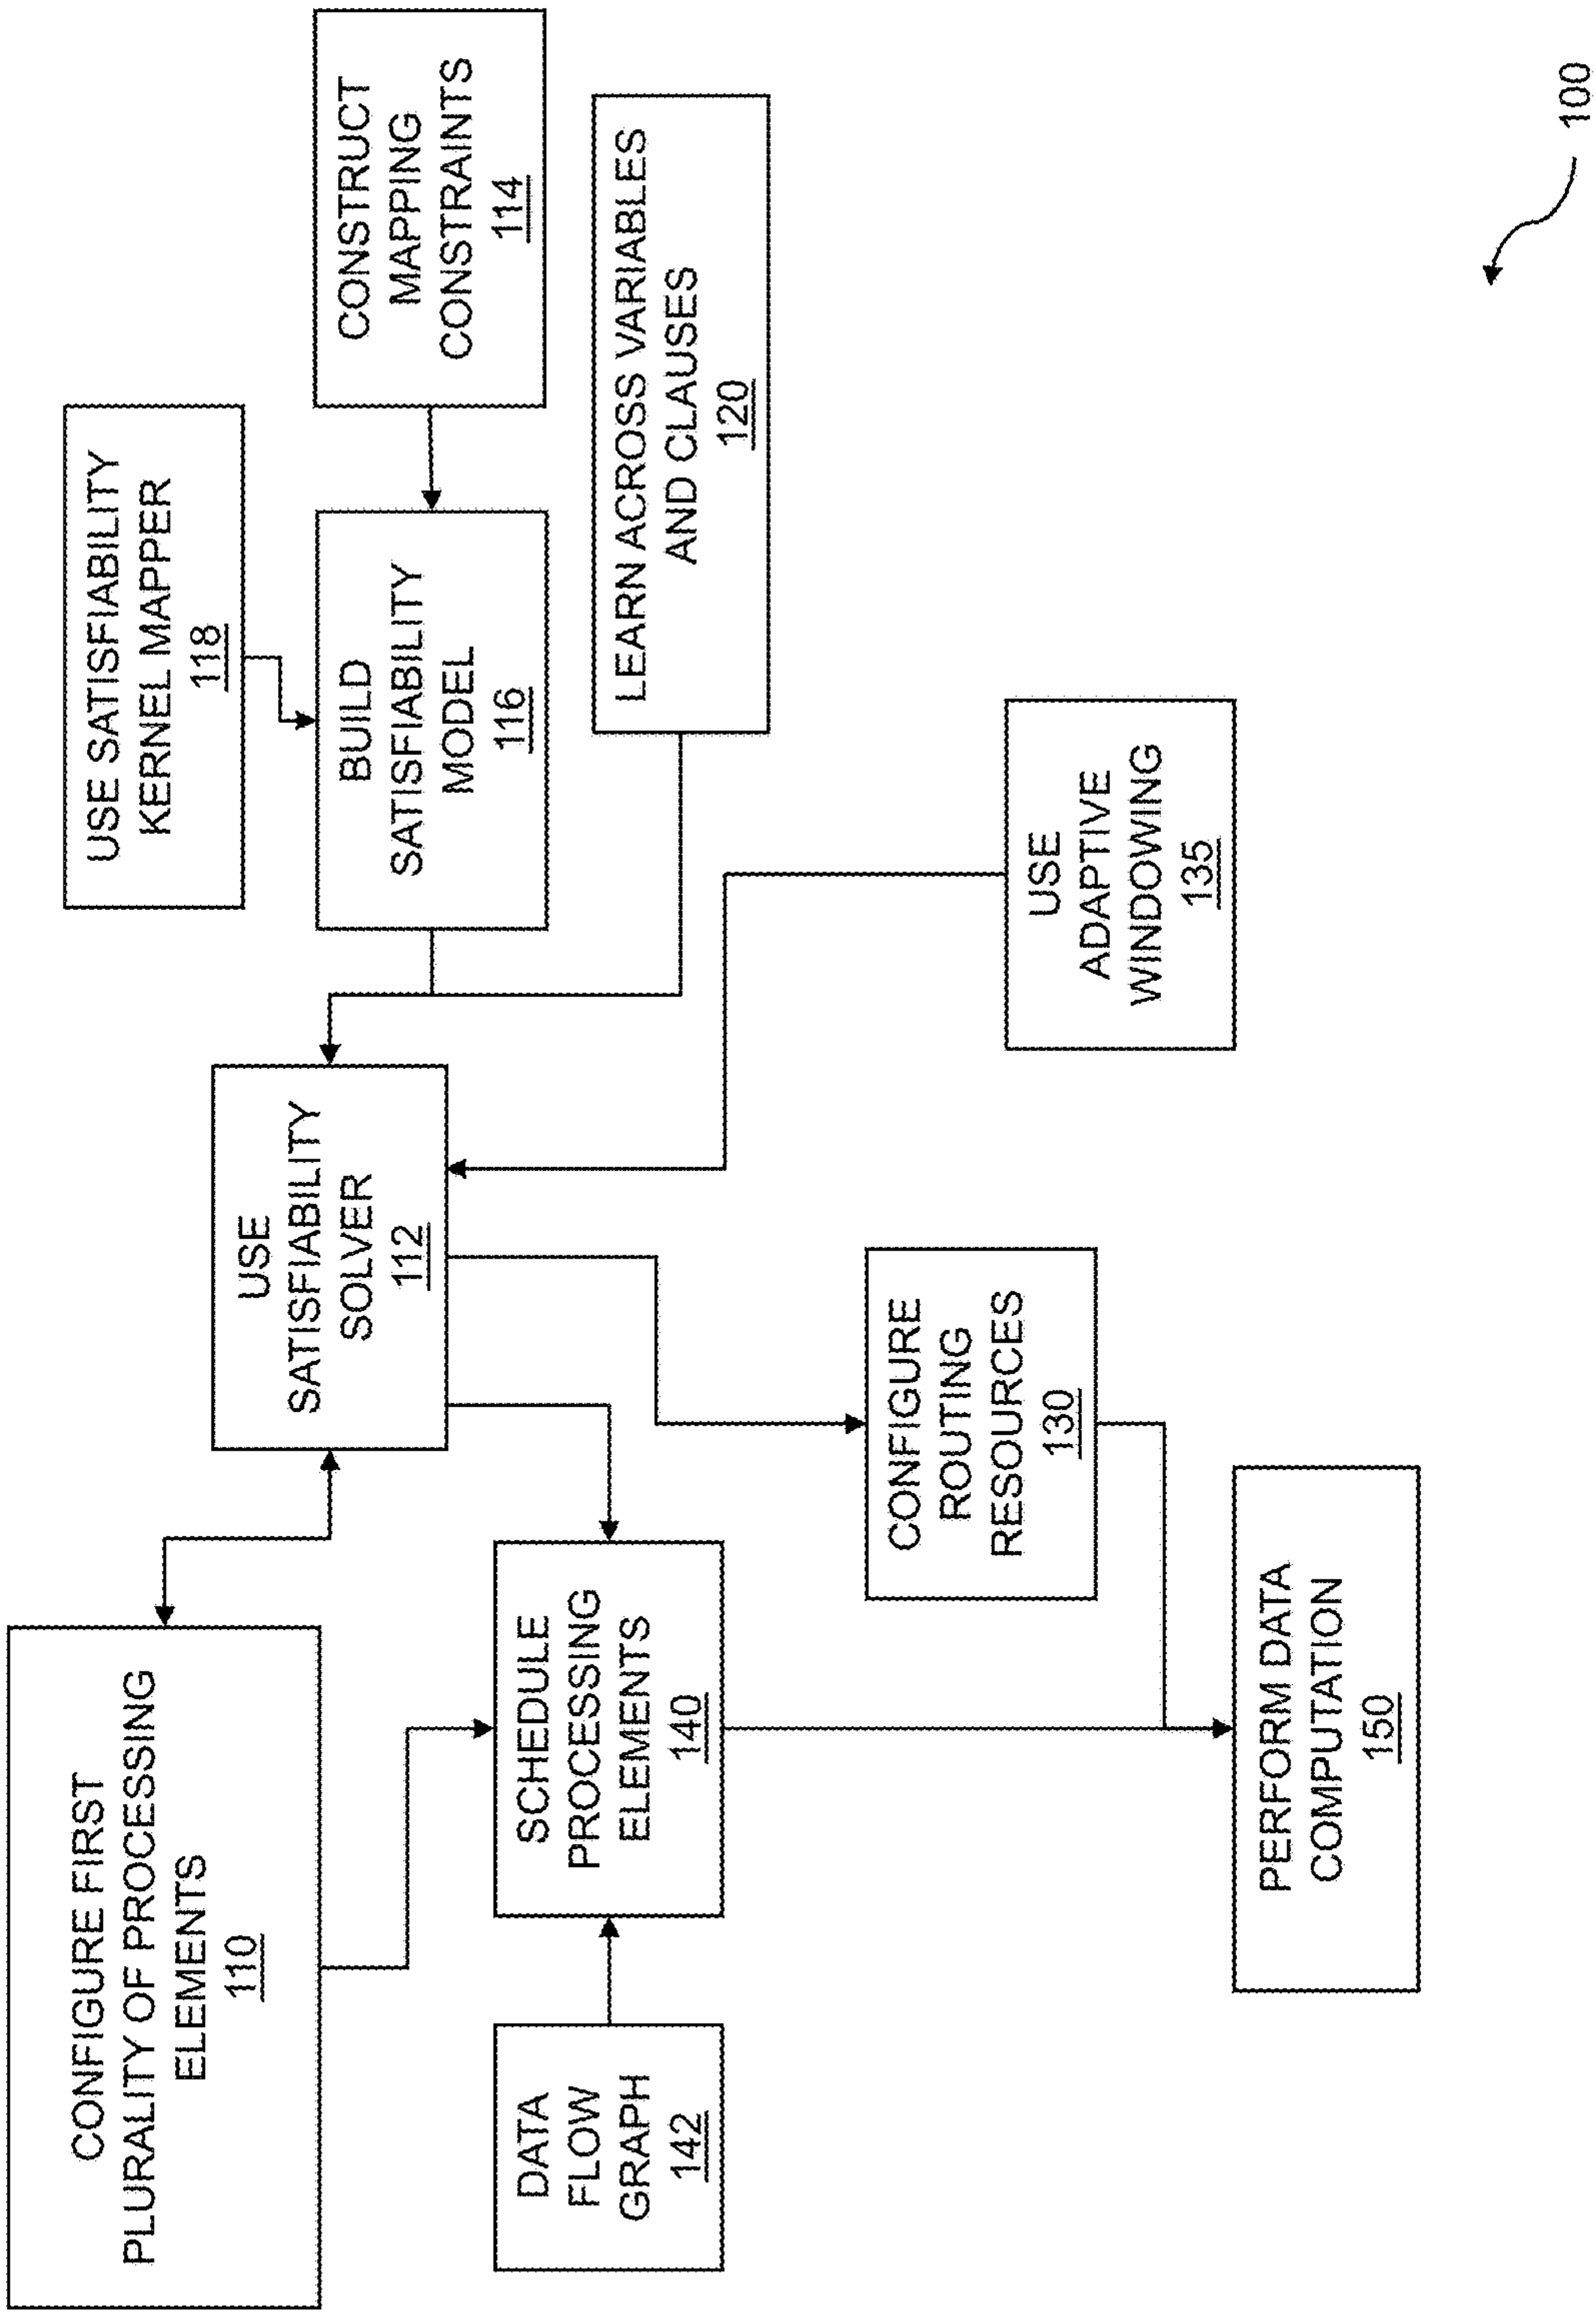 CONFIGURE FIRST
PLURALITY OF PROCESSING
ELEMENTS
110
USE
SATISFIABILITY
SOLVER
112
USE SATISFIABILITY
KERNEL MAPPER
118
BUILD
SATISFIABILITY
MODEL
116
CONSTRUCT
MAPPING
CONSTRAINTS
114
LEARN ACROSS VARIABLES
AND CLAUSES
120
DATA
FLOW
GRAPH
142
SCHEDULE
PROCESSING
ELEMENTS
140
CONFIGURE
ROUTING
RESOURCES
130
USE
ADAPTIVE
WINDOWING
135
PERFORM DATA
COMPUTATION
150
100